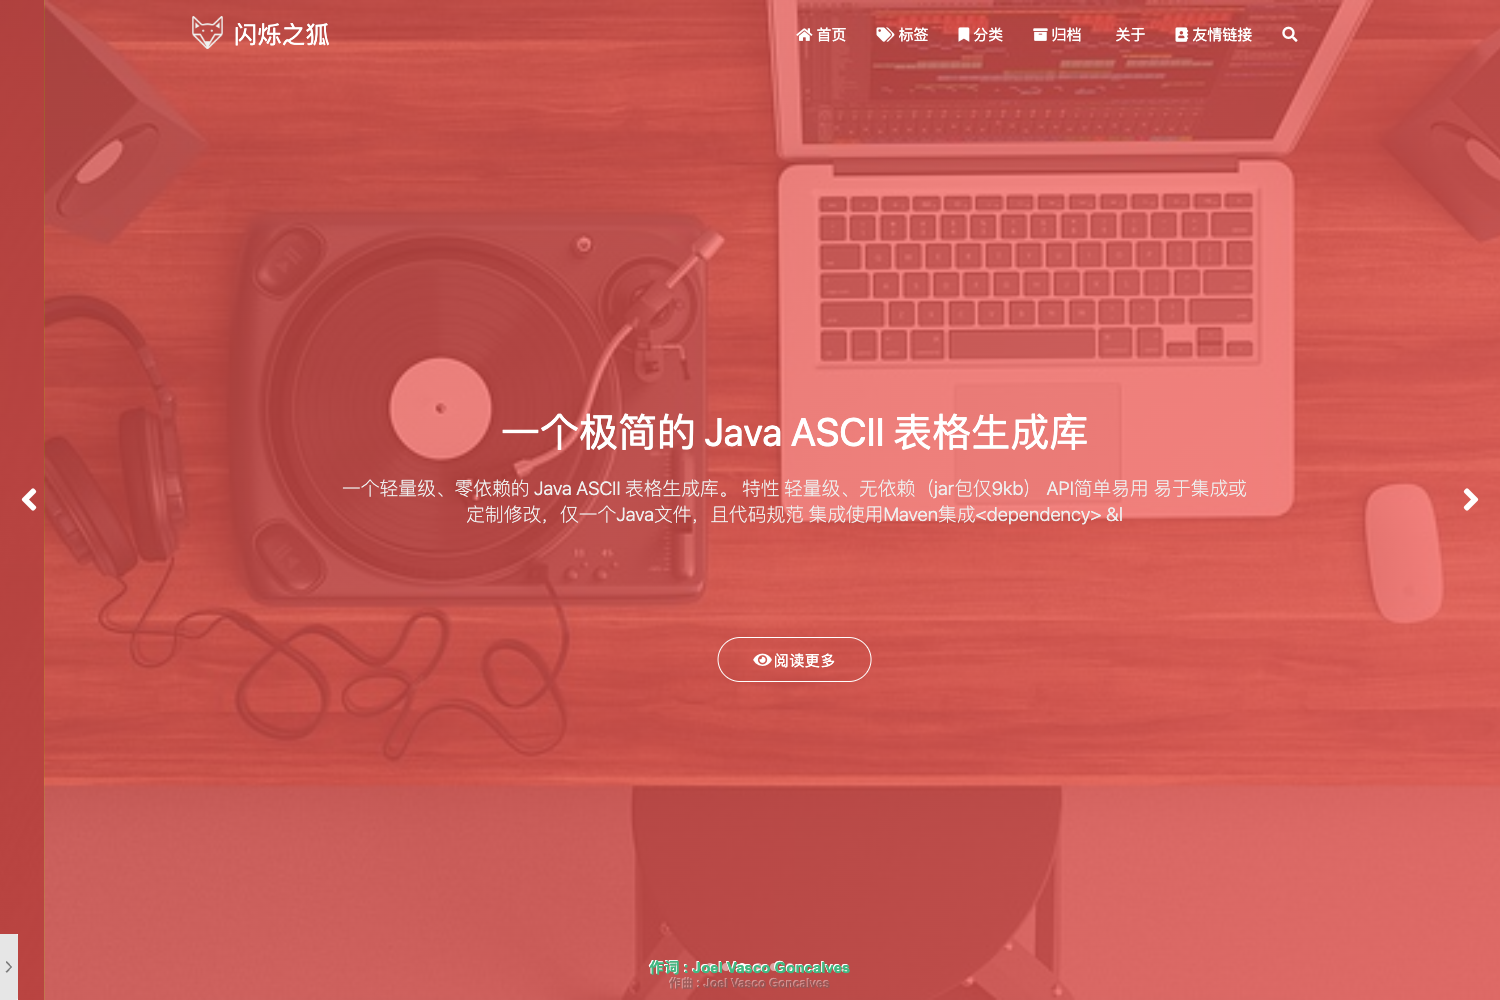 闪烁之狐
首页 标签 分类 归档 关于 友情链接
一个极简的 Java ASCII 表格生成库
一个轻量级、零依赖的 Java ASCII 表格生成库。 特性 轻量级、无依赖（jar包仅9kb） API简单易用 易于集成或
定制修改，仅一个Java文件，且代码规范 集成使用Maven集成<dependency> &l
阅读更多
作词 : Joel Vasco Goncalves
作曲 : Joel Vasco Goncalves